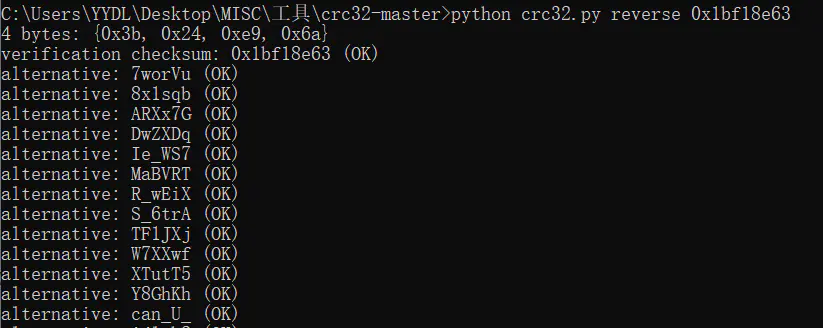 C:\Users\YYDL\Desktop\MISC\工具\crc32-master>python crc32.py reverse 0x1bf18e63
4 bytes: {0x3b, 0x24, 0xe9, 0x6a}
verification checksum: 0x1bf18e63 (OK)
alternative: 7worVu (OK)
alternative: 8x1sqb (OK)
alternative: ARXx7G (OK)
alternative: DwZXDq (OK)
alternative: Ie_WS7 (OK)
alternative: MaBVRT (OK)
alternative: R_wEiX (OK)
alternative: S_6trA (OK)
alternative: TF1JXj (OK)
alternative: W7XXwf (OK)
alternative: XTutT5 (OK)
alternative: Y8GhKh (OK)
alternative: can_U_ (OK)